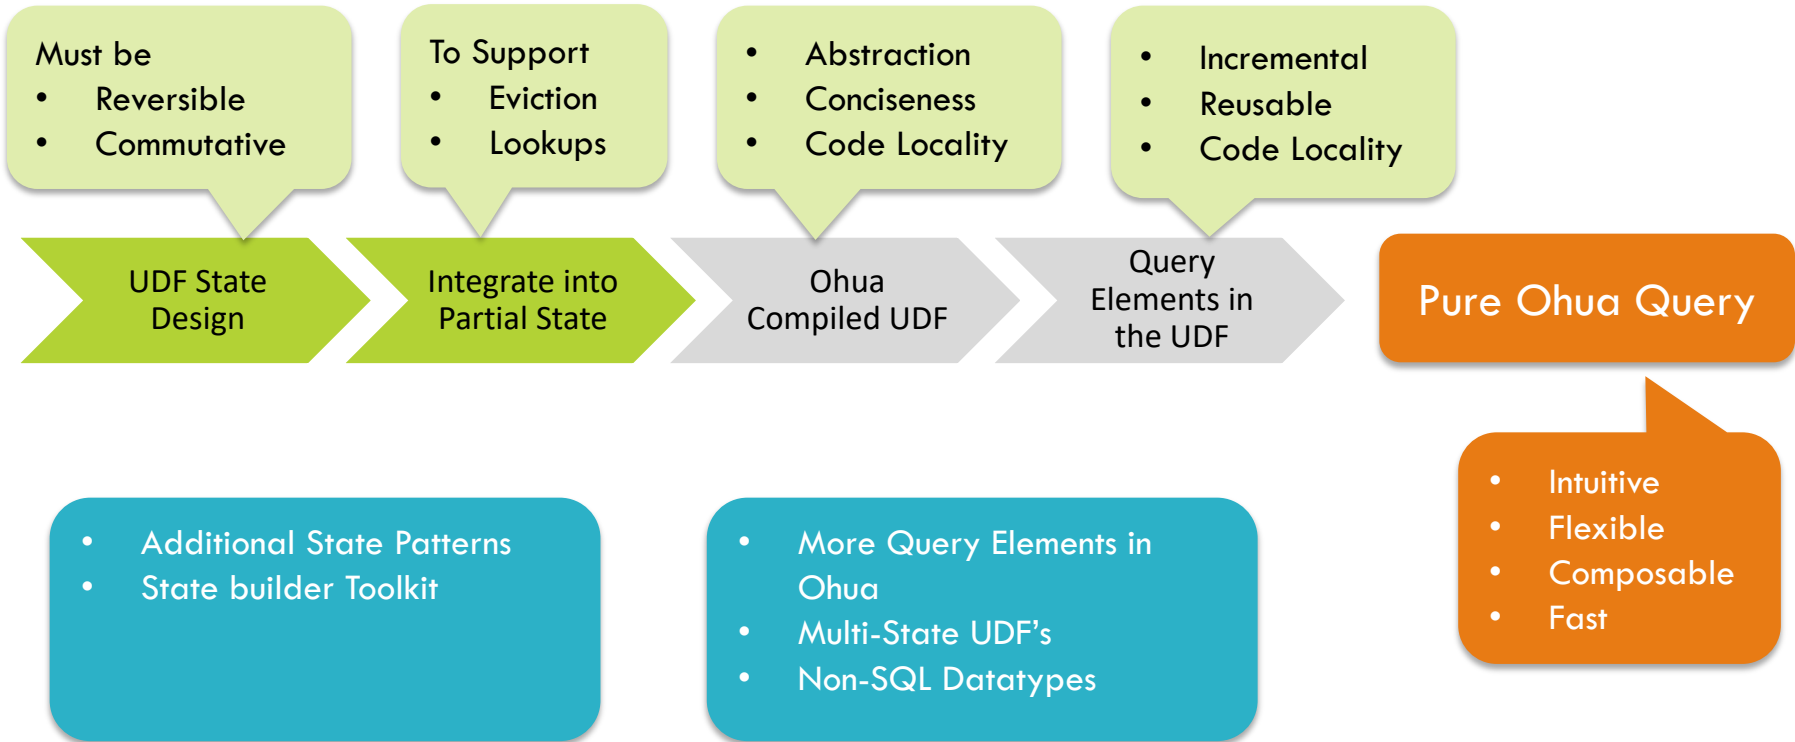 Must be
• Reversible
• Commutative
To Support
• Eviction
• Lookups
• Abstraction
• Conciseness
• Code Locality
• Incremental
• Reusable
• Code Locality
UDF State
Design
Integrate into
Partial State
Ohua
Compiled UDF
Query
Elements in
the UDF
Pure Ohua Query
• Additional State Patterns
• State builder Toolkit
• More Query Elements in
Ohua
• Multi-State UDF’s
• Non-SQL Datatypes
• Intuitive
• Flexible
• Composable
• Fast